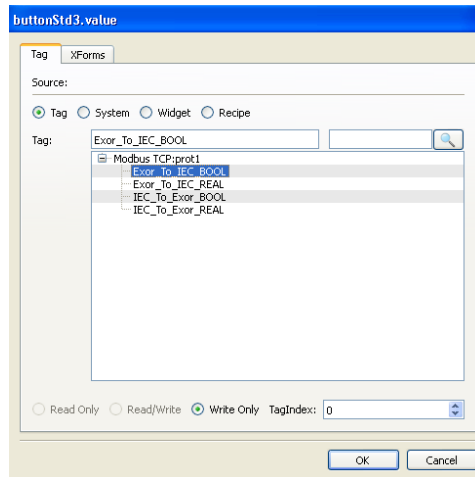 buttonStd3.value
Tag XForms
Source:
Tag System Widget Recipe
Tag: Exor_To_IEC_BOOL
Modbus TCP:prot1
Exor_To_IEC_BOOL
Exor_To_IEC_REAL
IEC_To_Exor_BOOL
IEC_To_Exor_REAL
Read Only Read/Write Write Only TagIndex: 0
OK Cancel